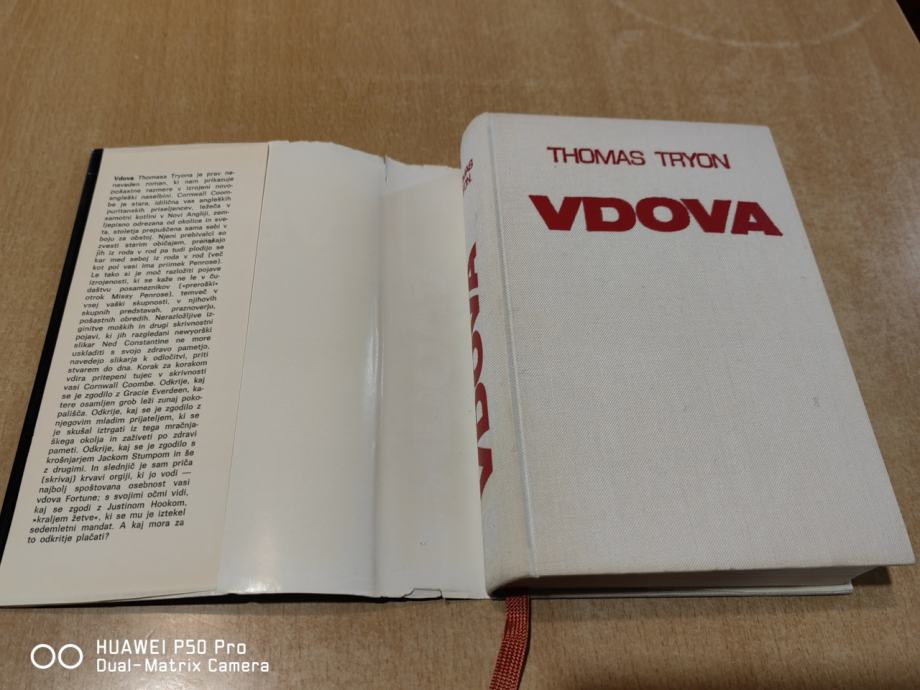 Vdova Thomasa Tryona je prav ne-
navaden roman, ki nam prikazuje
pošastne razmere v izrojeni novo-
angleški naselbini. Cornwall Coom-
be je stara, idilična vas angleških
puritanskih priseljencev, ležeča v
samotni kotlini v Novi Angliji, zem-
ljepisno odrezana od okolice in sve-
ta, stoletja prepuščena sama sebi v
boju za obstoj. Njeni prebivalci so
zvesti starim običajem, prenašajo
jih iz roda v rod pa tudi plodijo se
kar med seboj iz roda v rod (več
kot pol vasi ima priimek Penrose).
Le tako si je moč razložiti pojave
izrojenosti, ki se kaže ne le v ču-
daštvu posameznikov (»preroški«
otrok Missy Penrose), temveč v
vsej vaški skupnosti, v njihovih
skupnih predstavah, praznoverju,
pošastnih obredih. Nerazložljive iz-
ginitve moških in drugi skrivnostni
pojavi, ki jih razgledani newyorški
slikar Ned Constantine ne more
uskladiti s svojo zdravo pametjo,
navedejo slikarja k odločitvi, priti
stvarem do dna. Korak za korakom
vdira pritepeni tujec v skrivnosti
vasi Cornwall Coombe. Odkrije, kaj
se je zgodilo z Gracie Everdeen, ka-
tere osamljen grob leži zunaj poko-
pališča. Odkrije, kaj se je zgodilo z
njegovim mladim prijateljem, ki se
je skušal iztrgati iz tega mračnja-
škega okolja in zaživeti po zdravi
pameti. Odkrije, kaj se je zgodilo s
krošnjarjem Jackom Stumpom in še
z drugimi. In slednjič je sam priča
(skrivaj) krvavi orgiji, ki jo vodi —
najbolj spoštovana osebnost vasi
vdova Fortune; s svojimi očmi vidi,
kaj se zgodi z Justinom Hookom,
»kraljem žetve«, ki se mu je iztekel
sedemletni mandat. A kaj mora za
to odkritje plačati?
VDOVA
THOMAS TRYON
VDOVA
HUAWEI P50 Pro
Dual-Matrix Camera